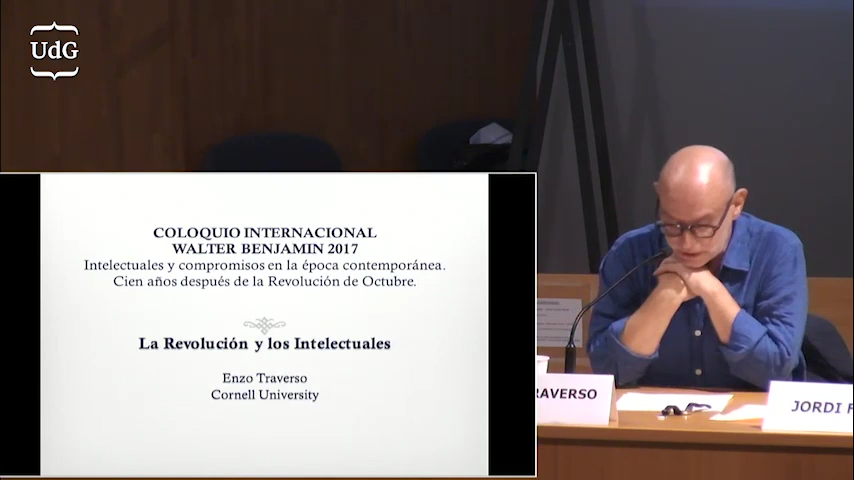 UdG
COLOQUIO INTERNACIONAL
WALTER BENJAMIN 2017
Intelectuales y compromisos en la época contemporánea.
Cien años después de la Revolución de Octubre.
La Revolución y los Intelectuales
Enzo Traverso
Cornell University
RAVERSO
JORDI F